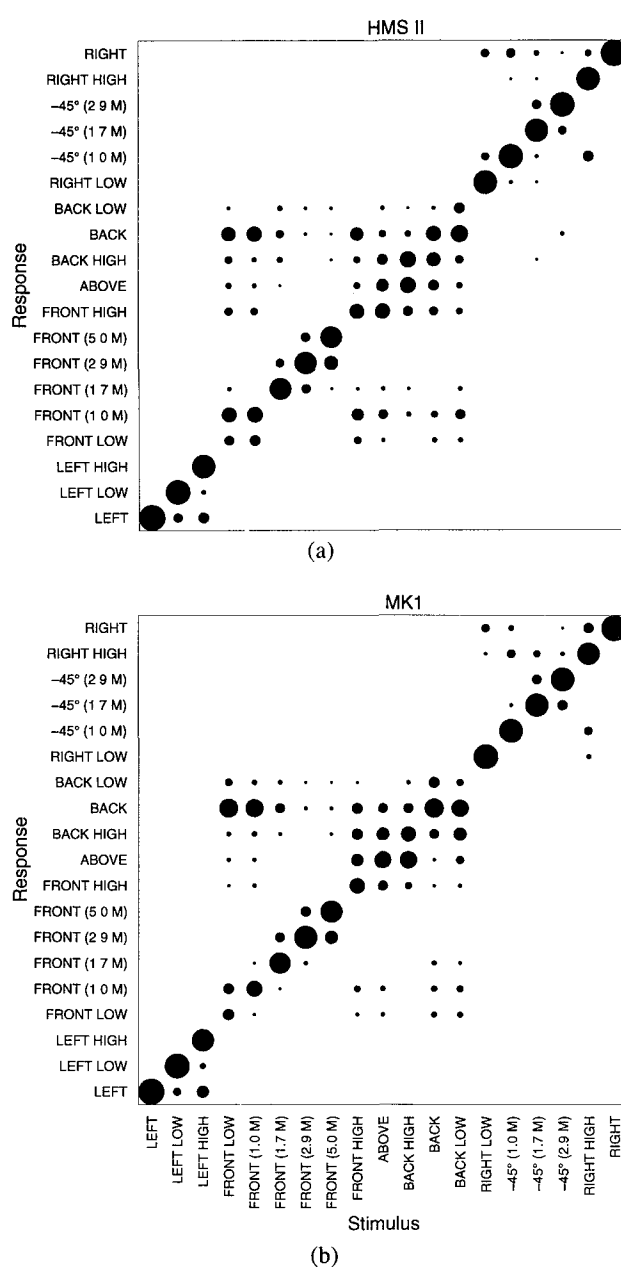 HMS II
RIGHT
RIGHT HIGH
–45° (2 9 M)
–45° (1 7 M)
–45° (1 0 M)
RIGHT LOW
BACK LOW
BACK
BACK HIGH
ABOVE
FRONT HIGH
FRONT (5 0 M)
FRONT (2 9 M)
FRONT (1 7 M)
FRONT (1 0 M)
FRONT LOW
LEFT HIGH
LEFT LOW
LEFT
Response
(a)
MK1
RIGHT
RIGHT HIGH
–45° (2 9 M)
–45° (1 7 M)
–45° (1 0 M)
RIGHT LOW
BACK LOW
BACK
BACK HIGH
ABOVE
FRONT HIGH
FRONT (5 0 M)
FRONT (2 9 M)
FRONT (1 7 M)
FRONT (1 0 M)
FRONT LOW
LEFT HIGH
LEFT LOW
LEFT
Response
LEFT
LEFT LOW
LEFT HIGH
FRONT LOW
FRONT (1.0 M)
FRONT (1.7 M)
FRONT (2.9 M)
FRONT (5.0 M)
FRONT HIGH
ABOVE
BACK HIGH
BACK
BACK LOW
RIGHT LOW
–45° (1.0 M)
–45° (1.7 M)
–45° (2.9 M)
RIGHT HIGH
RIGHT
Stimulus
(b)